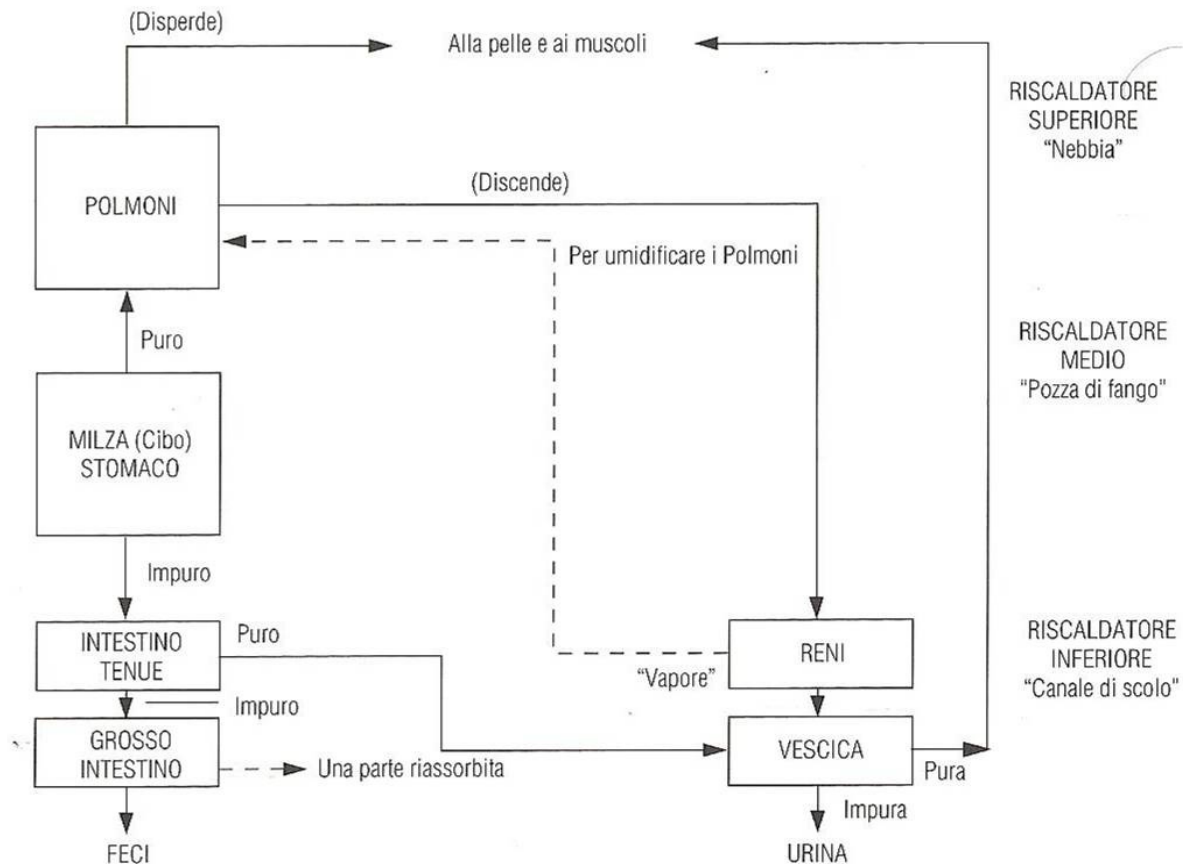 (Disperde)
Alla pelle e ai muscoli
RISCALDATORE
SUPERIORE
"Nebbia"
POLMONI
(Discende)
Per umidificare i Polmoni
Puro
RISCALDATORE
MEDIO
"Pozza di fango"
MILZA (Cibo)
STOMACO
Impuro
INTESTINO
TENUE
Puro
"Vapore"
RENI
RISCALDATORE
INFERIORE
"Canale di scolo"
Impuro
GROSSO
INTESTINO
Una parte riassorbita
VESCICA
Pura
Impura
FECI
URINA